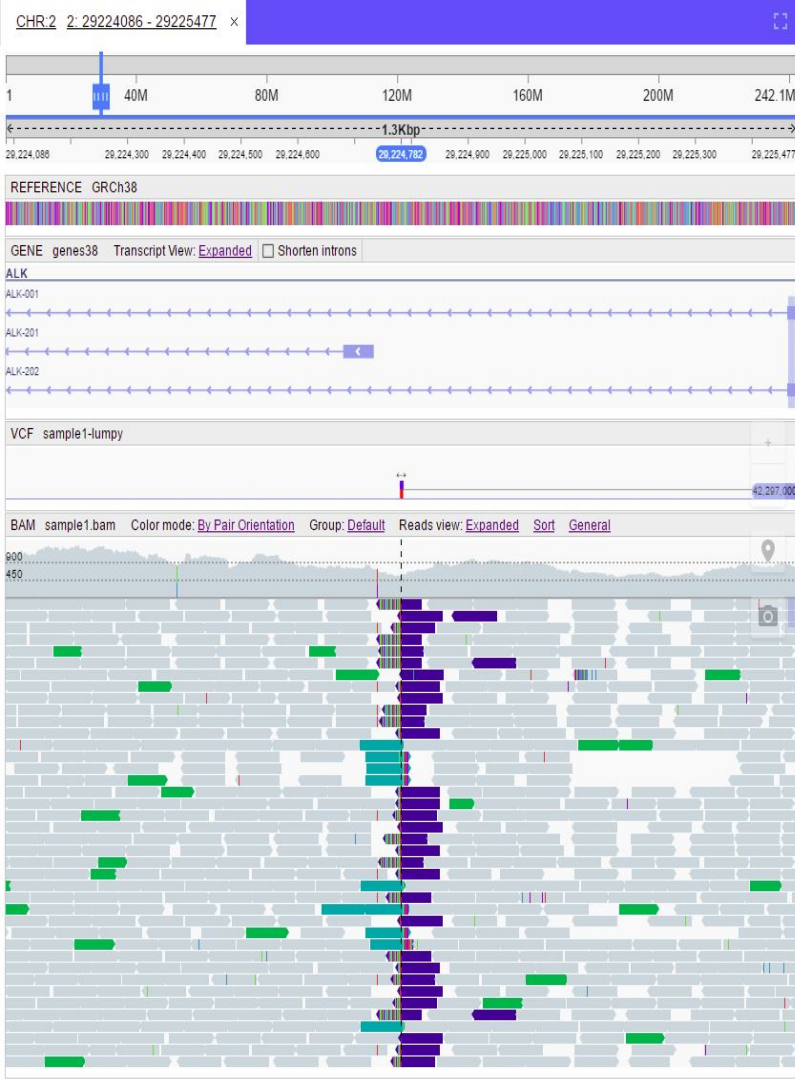 CHR:2 2: 29224086 - 29225477 ×
1 40M 80M 120M 160M 200M 242.1M
1.3Kbp
29,224,086 29,224,300 29,224,400 29,224,500 29,224,600 29,224,782 29,224,900 29,225,000 29,225,100 29,225,200 29,225,300 29,225,477
REFERENCE GRCh38
GENE genes38 Transcript View: Expanded Shorten introns
ALK
ALK-001
ALK-201
ALK-202
VCF sample1-lumpy
+
42,297,000
BAM sample1.bam Color mode: By Pair Orientation Group: Default Reads view: Expanded Sort General
900
450